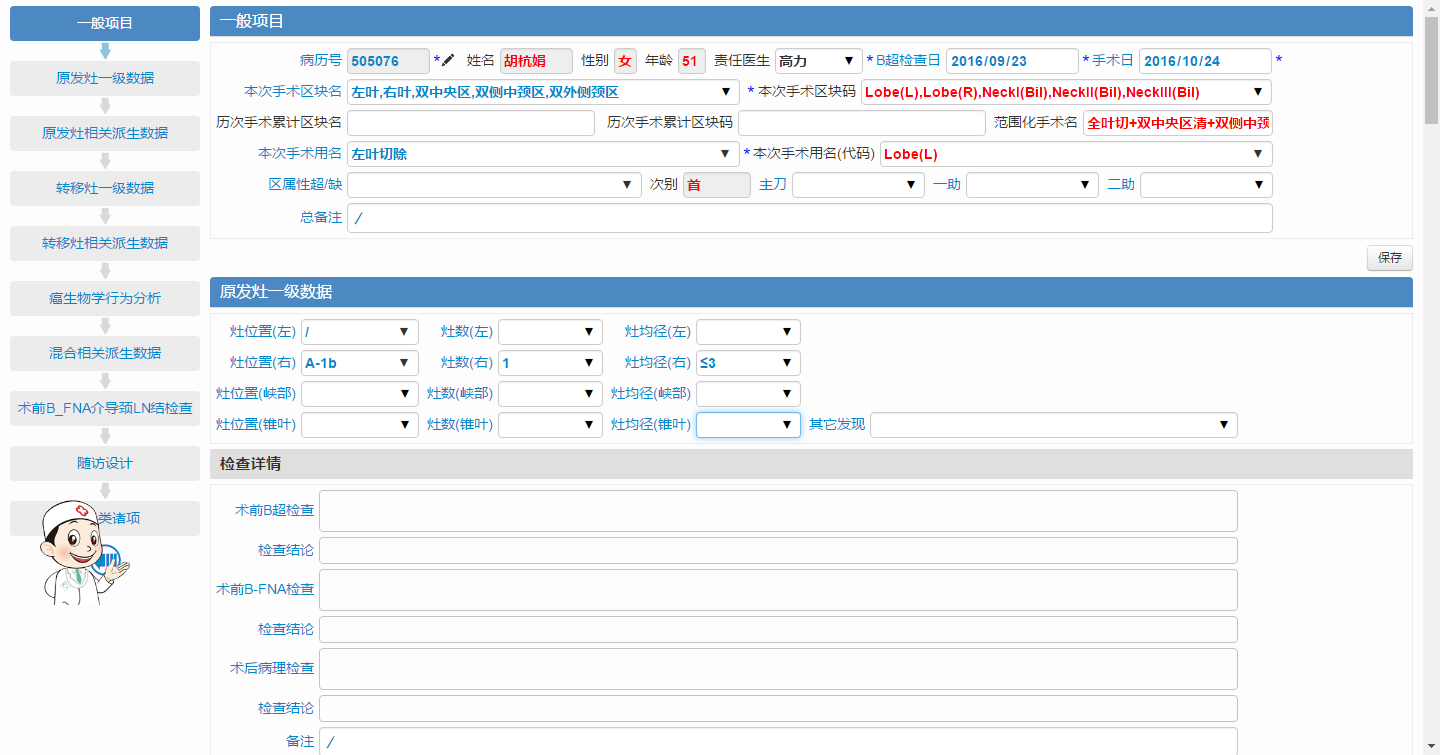 一般项目
原发灶一级数据
原发灶相关派生数据
转移灶一级数据
转移灶相关派生数据
癌生物学行为分析
混合相关派生数据
术前B_FNA介导颈LN结检查
随访设计
类诸项
一般项目
病历号 505076 * 姓名 胡杭娟 性别 女 年龄 51 责任医生 高力 * B超检查日 2016/09/23 * 手术日 2016/10/24 *
本次手术区块名 左叶,右叶,双中央区,双侧中颈区,双外侧颈区 * 本次手术区块码 Lobe(L),Lobe(R),NeckI(Bil),NeckII(Bil),NeckIII(Bil)
历次手术累计区块名 历次手术累计区块码 范围化手术名 全叶切+双中央区清+双侧中颈
本次手术用名 左叶切除 * 本次手术用名(代码) Lobe(L)
区属性超/缺 次别 首 主刀 一助 二助
总备注 /
保存
原发灶一级数据
灶位置(左) / 灶数(左) 灶均径(左)
灶位置(右) A-1b 灶数(右) 1 灶均径(右) ≤3
灶位置(峡部) 灶数(峡部) 灶均径(峡部)
灶位置(锥叶) 灶数(锥叶) 灶均径(锥叶) 其它发现
检查详情
术前B超检查
检查结论
术前B-FNA检查
检查结论
术后病理检查
检查结论
备注 /